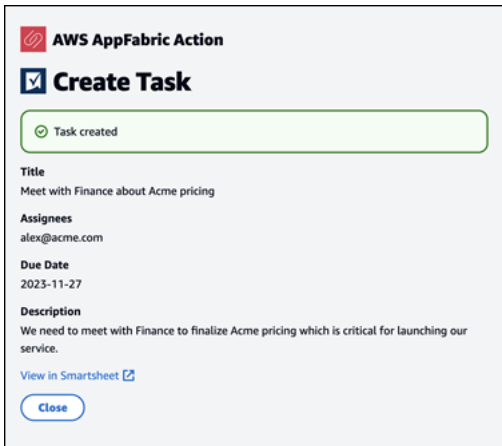 AWS AppFabric Action
Create Task
Task created
Title
Meet with Finance about Acme pricing
Assignees
alex@acme.com
Due Date
2023-11-27
Description
We need to meet with Finance to finalize Acme pricing which is critical for launching our
service.
View in Smartsheet
Close